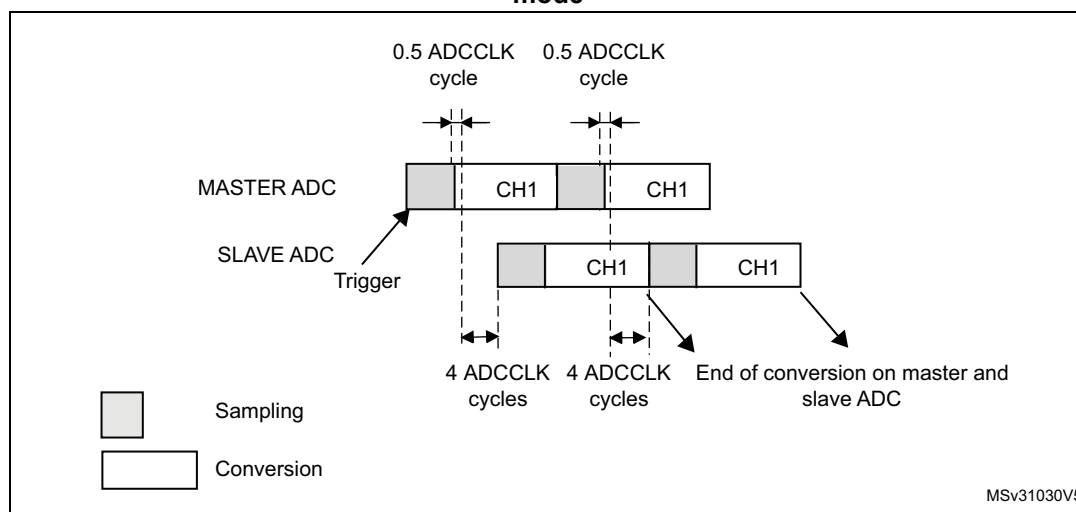 mode"
0.5 ADCCLK
cycle
0.5 ADCCLK
cycle
MASTER ADC
CH1
CH1
SLAVE ADC
Trigger
CH1
CH1
4 ADCCLK
cycles
4 ADCCLK
cycles
End of conversion on master and
slave ADC
Sampling
Conversion
MSv31030V5